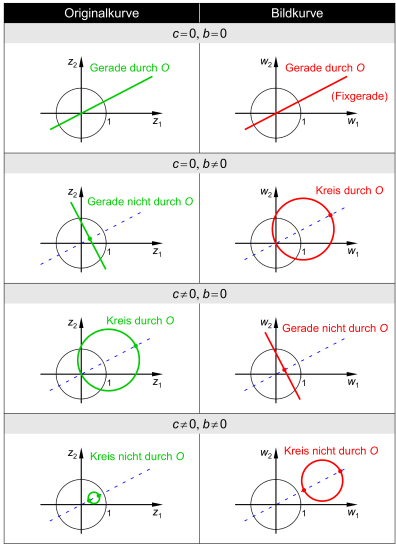 Originalkurve Bildkurve
c=0, b=0
z2 w2
Gerade durch O Gerade durch O
(Fixgerade)
1 z1 1 w1
c=0, b≠0
z2 w2
Kreis durch O
Gerade nicht durch O
1 z1 1 w1
c≠0, b=0
z2 w2
Kreis durch O Gerade nicht durch O
1 z1 1 w1
c≠0, b≠0
z2 w2
Kreis nicht durch O Kreis nicht durch O
1 z1 1 w1